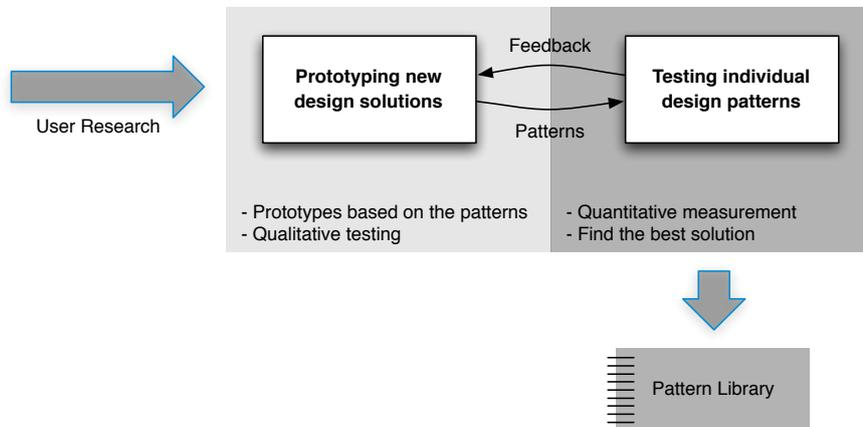 User Research
Prototyping new
design solutions
Feedback
Patterns
Testing individual
design patterns
- Prototypes based on the patterns
- Qualitative testing
- Quantitative measurement
- Find the best solution
Pattern Library